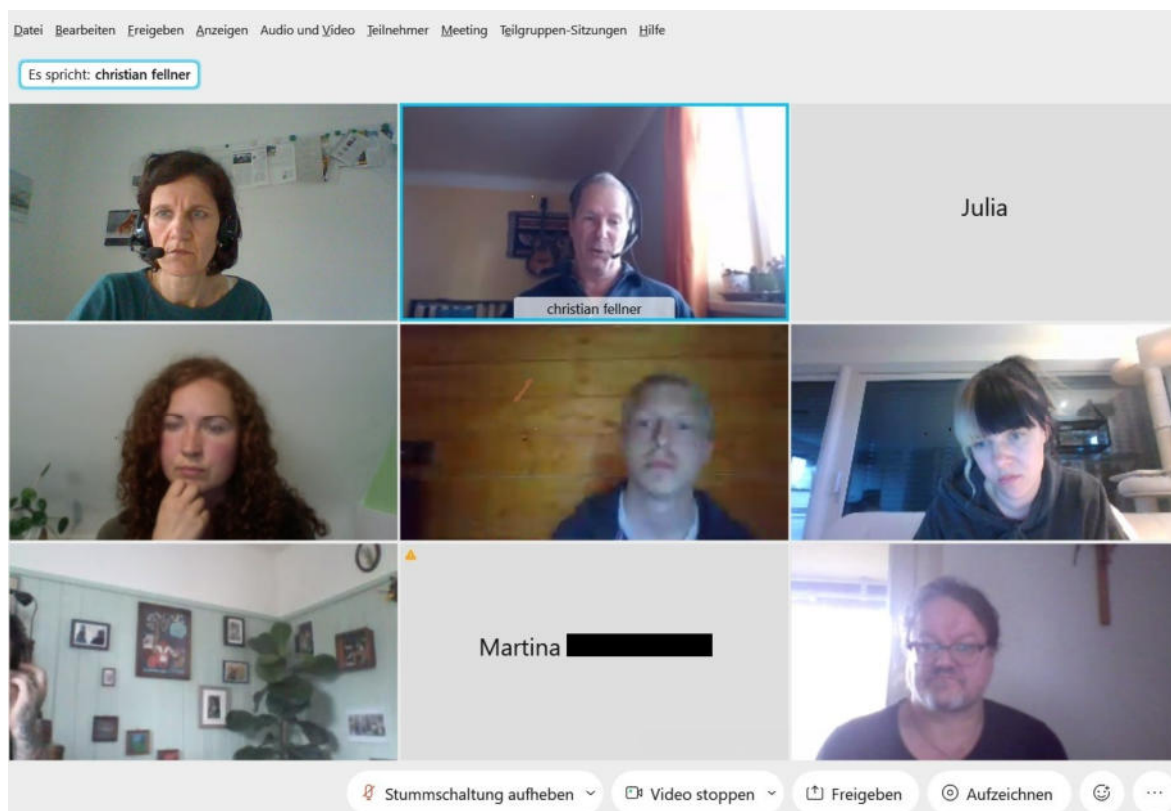 Datei Bearbeiten Freigeben Anzeigen Audio und Video Teilnehmer Meeting Teilgruppen-Sitzungen Hilfe
Es spricht: christian fellner
christian fellner
Julia
Martina
Stummschaltung aufheben Video stoppen Freigeben Aufzeichnen